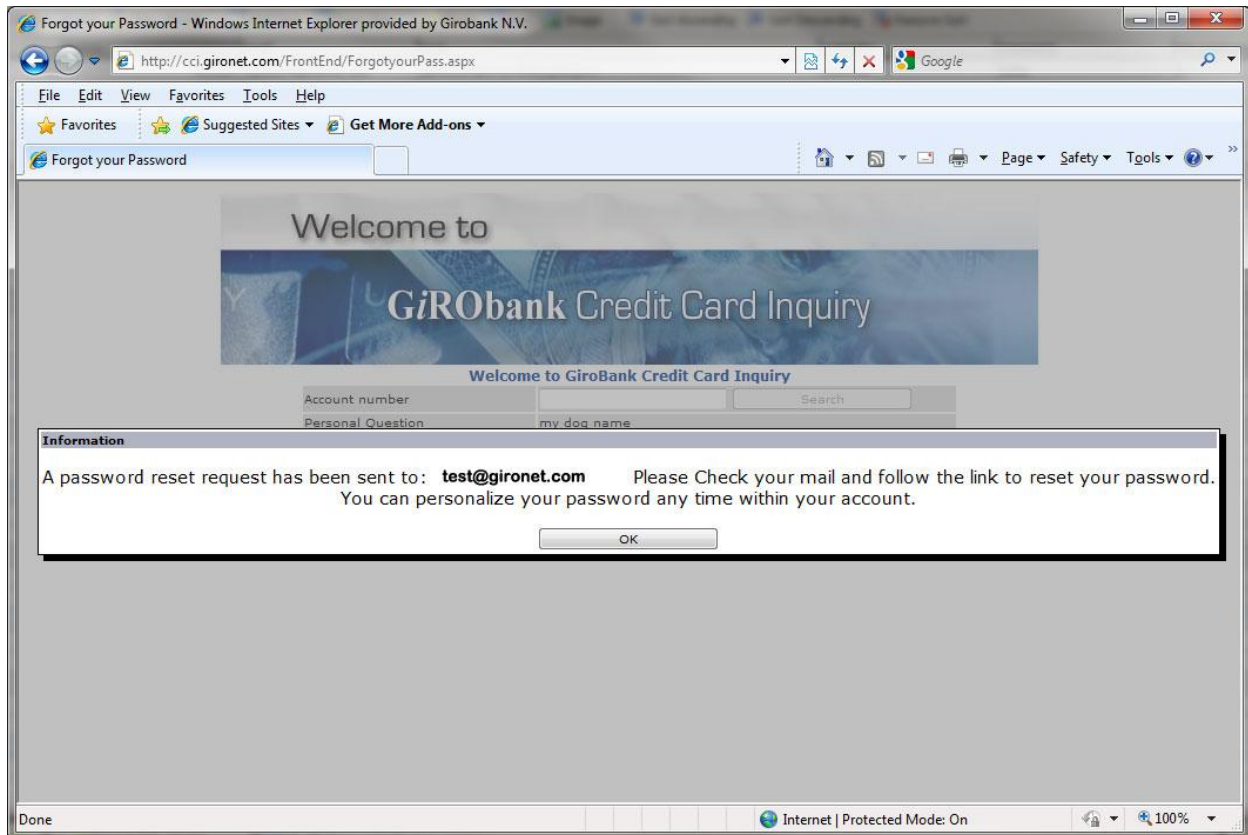 Forgot your Password - Windows Internet Explorer provided by Girobank N.V.
http://cci.gironet.com/FrontEnd/ForgotyourPass.aspx Google
File Edit View Favorites Tools Help
Favorites Suggested Sites Get More Add-ons
Forgot your Password Page Safety Tools
Welcome to
GiRObank Credit Card Inquiry
Welcome to GiroBank Credit Card Inquiry
Account number Search
Personal Question my dog name
Information
A password reset request has been sent to: test@gironet.com Please Check your mail and follow the link to reset your password.
You can personalize your password any time within your account.
OK
Done Internet | Protected Mode: On 100%